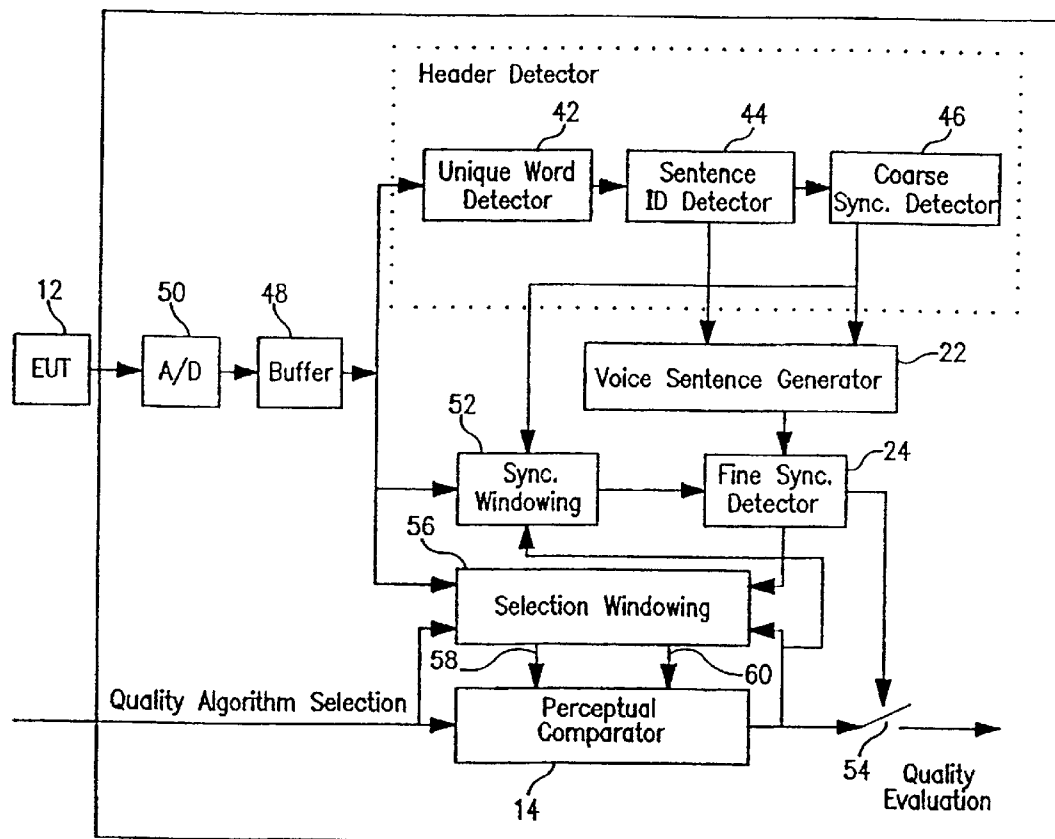 Header Detector
42
44
46
Unique Word
Detector
Sentence
ID Detector
Coarse
Sync. Detector
12
50
48
EUT
A/D
Buffer
22
Voice Sentence Generator
52
24
Sync.
Windowing
Fine Sync.
Detector
56
Selection Windowing
58
60
Quality Algorithm Selection
Perceptual
Comparator
54
14
Quality
Evaluation